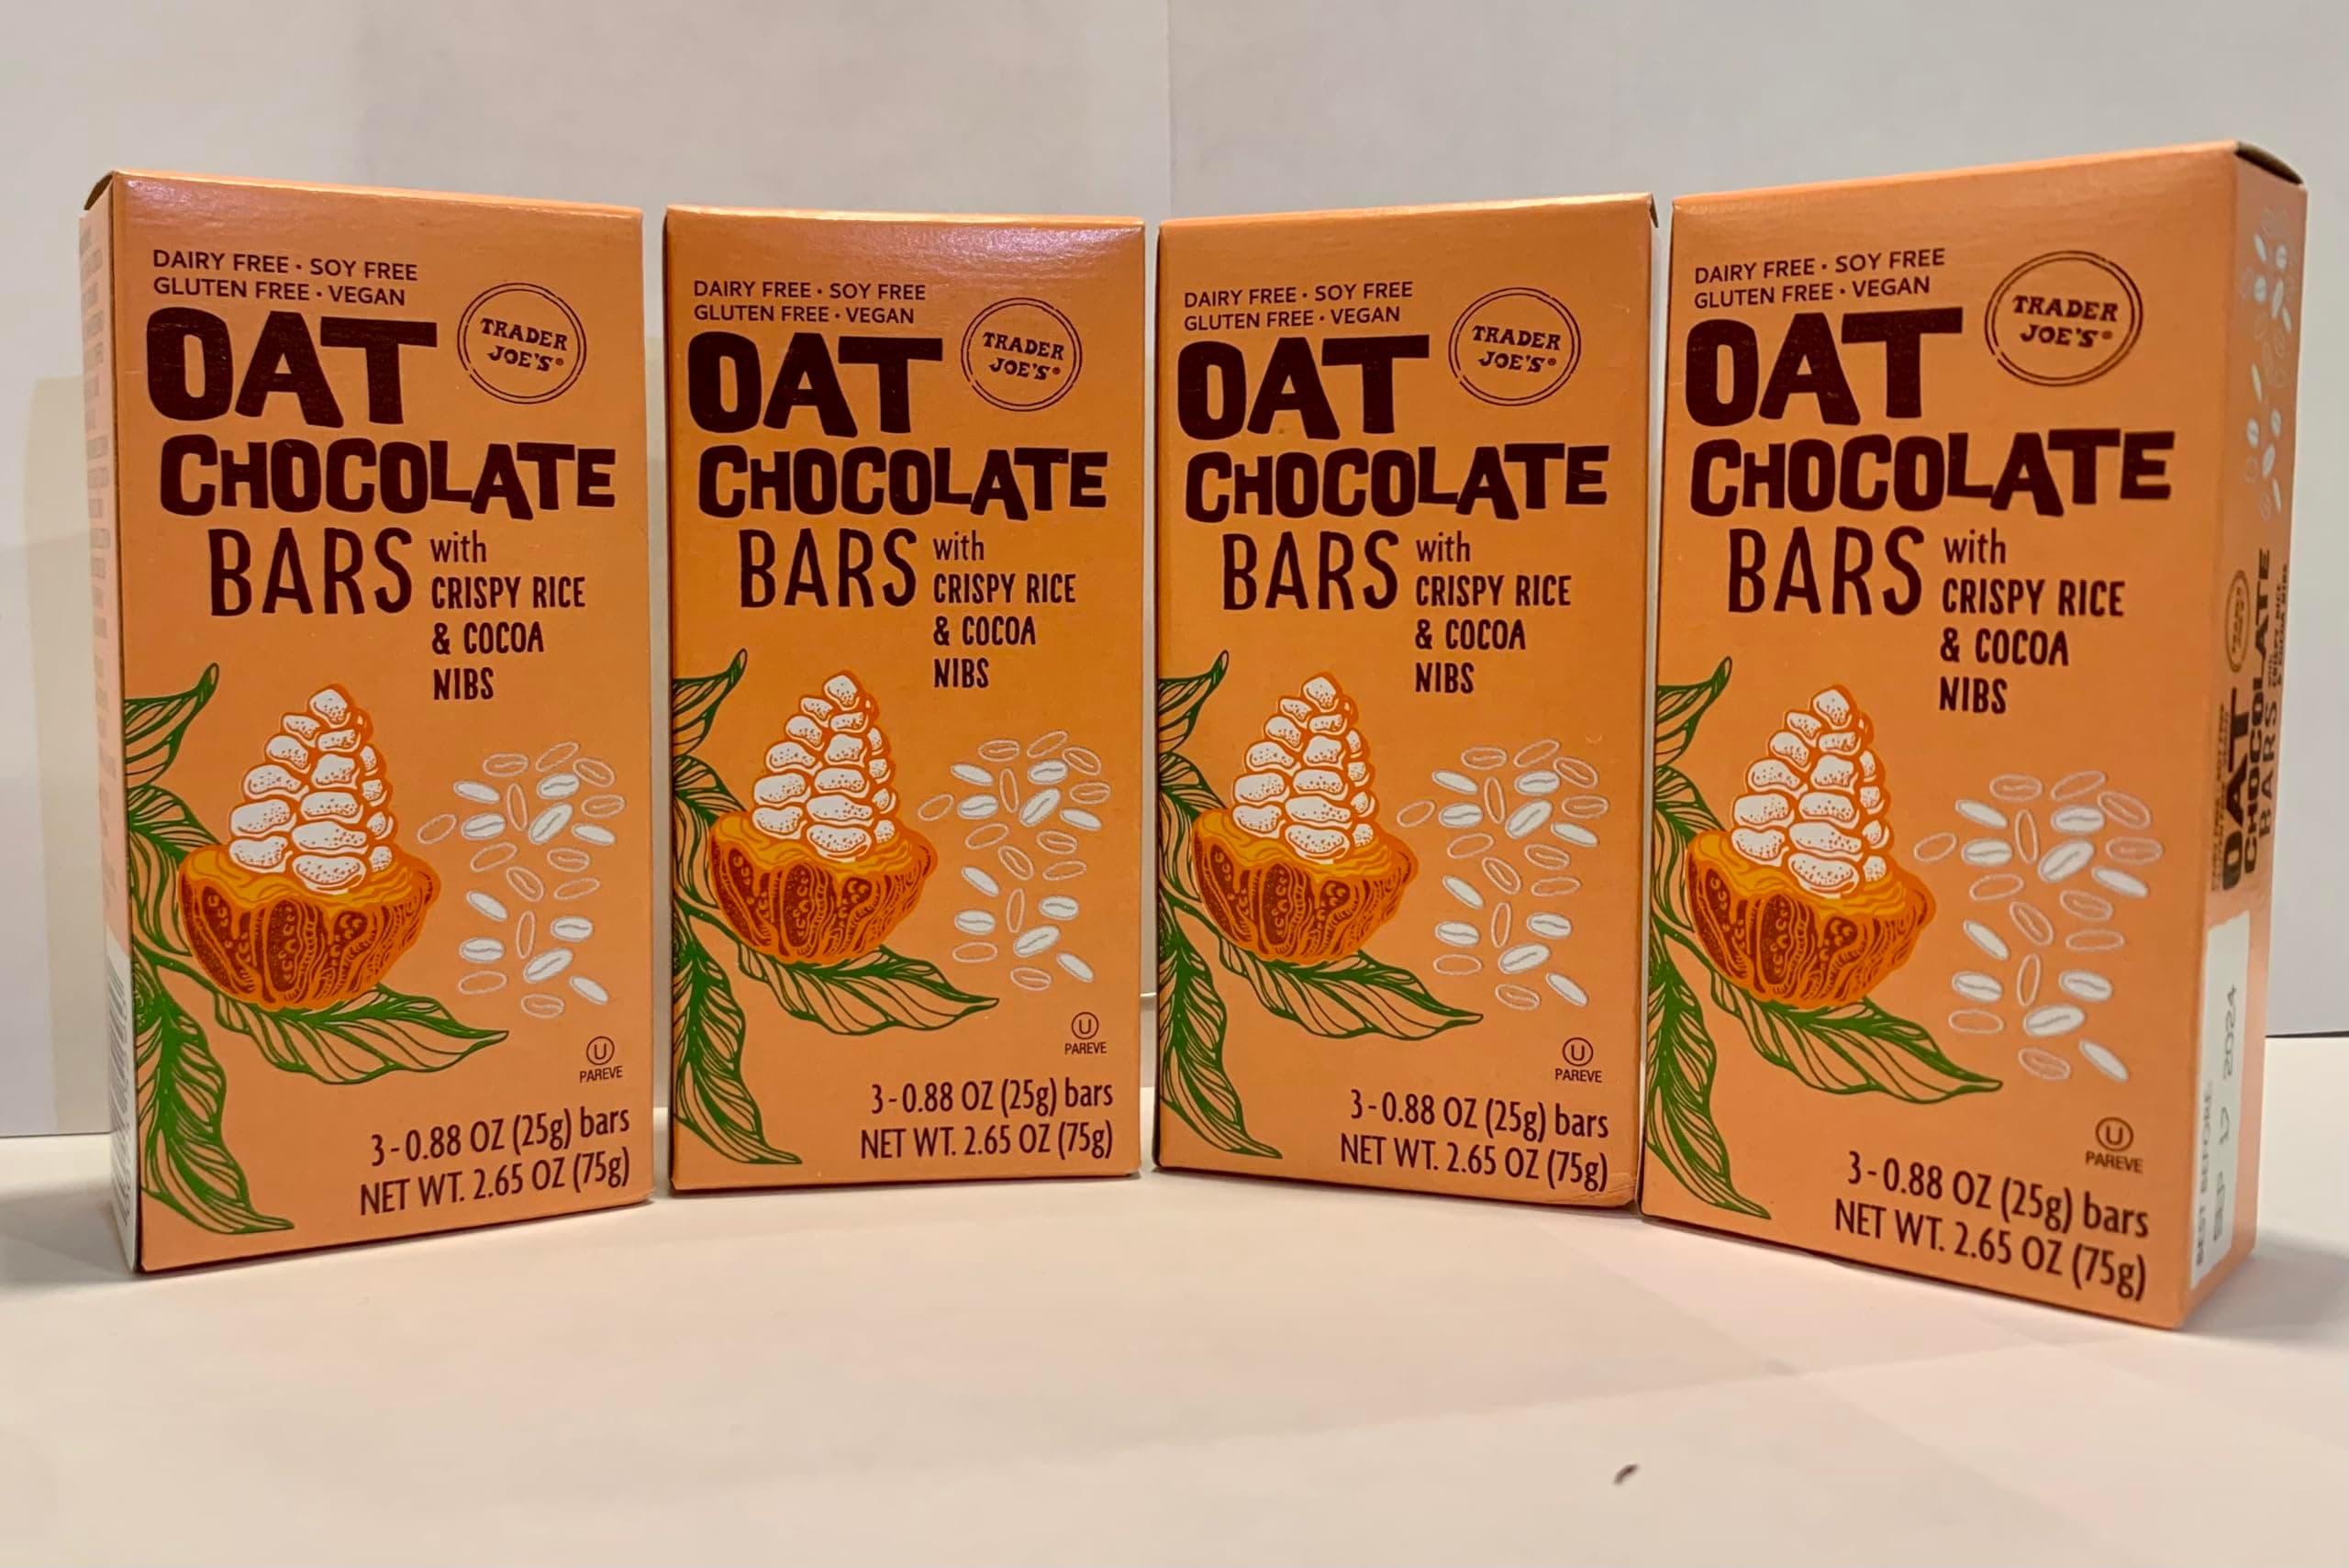 DAIRY FREE • SOY FREE
GLUTEN FREE • VEGAN
OAT
TRADER
JOE'S®
CHOCOLATE
BARS with
CRISPY RICE
& COCOA
NIBS
U
PAREVE
3-0.88 OZ (25g) bars
NET WT. 2.65 OZ (75g)
DAIRY FREE • SOY FREE
GLUTEN FREE • VEGAN
OAT
TRADER
JOE'S®
CHOCOLATE
BARS with
CRISPY RICE
& COCOA
NIBS
U
PAREVE
3-0.88 OZ (25g) bars
NET WT. 2.65 OZ (75g)
DAIRY FREE • SOY FREE
GLUTEN FREE • VEGAN
OAT
TRADER
JOE'S®
CHOCOLATE
BARS with
CRISPY RICE
& COCOA
NIBS
U
PAREVE
3-0.88 OZ (25g) bars
NET WT. 2.65 OZ (75g)
DAIRY FREE • SOY FREE
GLUTEN FREE • VEGAN
OAT
TRADER
JOE'S®
CHOCOLATE
BARS with
CRISPY RICE
& COCOA
NIBS
U
PAREVE
3-0.88 OZ (25g) bars
NET WT. 2.65 OZ (75g)
OAT
CHOCOLATE
BARS
BEST BEFORE
SEP 17 2024